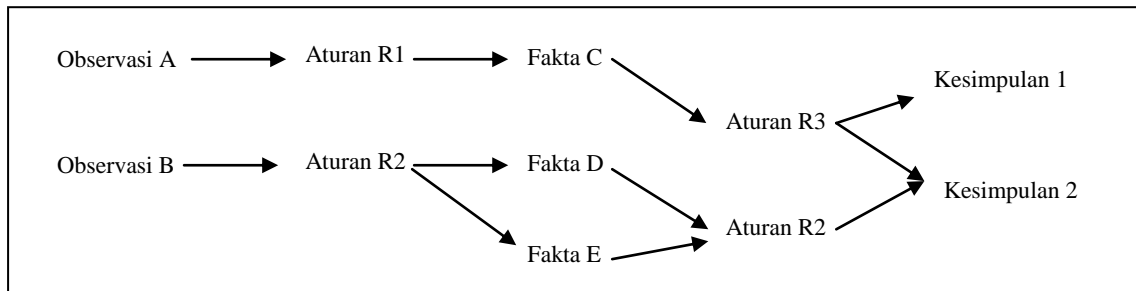 Observasi A
Aturan R1
Fakta C
Kesimpulan 1
Aturan R3
Observasi B
Aturan R2
Fakta D
Kesimpulan 2
Aturan R2
Fakta E